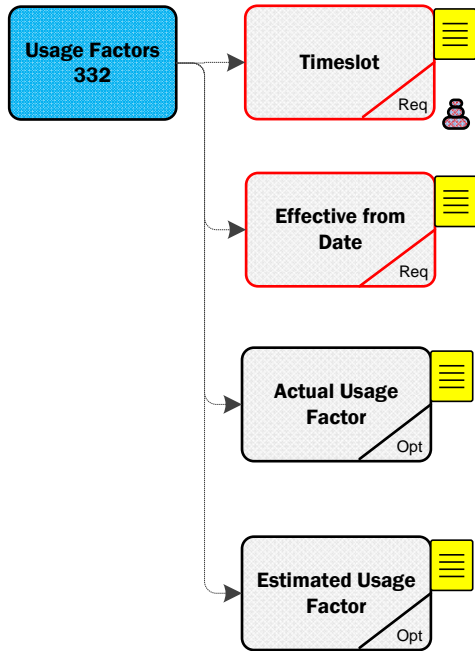 Usage Factors
332
Timeslot
Req
Effective from
Date
Req
Actual Usage
Factor
Opt
Estimated Usage
Factor
Opt